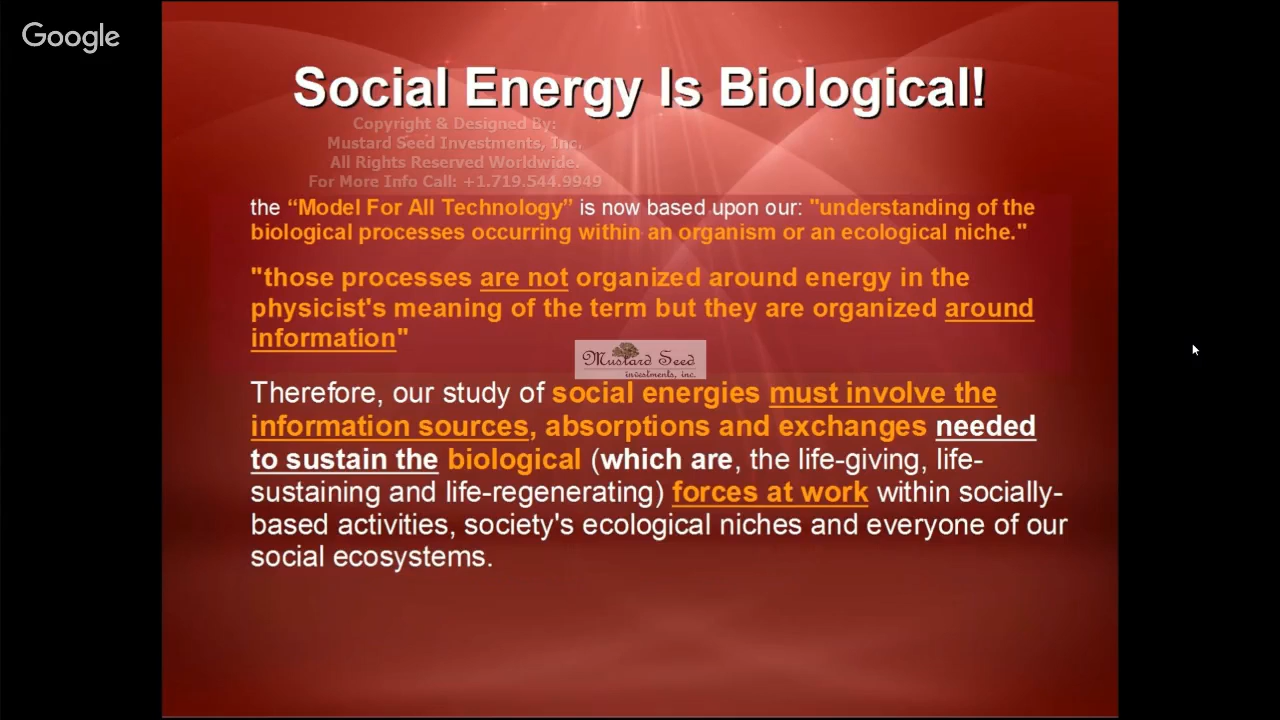 Google
Social Energy Is Biological!
Copyright & Designed By:
Mustard Seed Investments, Inc.
All Rights Reserved Worldwide.
For More Info Call: +1.719.544.9949
the “Model For All Technology” is now based upon our: "understanding of the
biological processes occurring within an organism or an ecological niche."
"those processes are not organized around energy in the
physicist's meaning of the term but they are organized around
information"
Mustard Seed
investments, inc.
Therefore, our study of social energies must involve the
information sources, absorptions and exchanges needed
to sustain the biological (which are, the life-giving, life-
sustaining and life-regenerating) forces at work within socially-
based activities, society's ecological niches and everyone of our
social ecosystems.